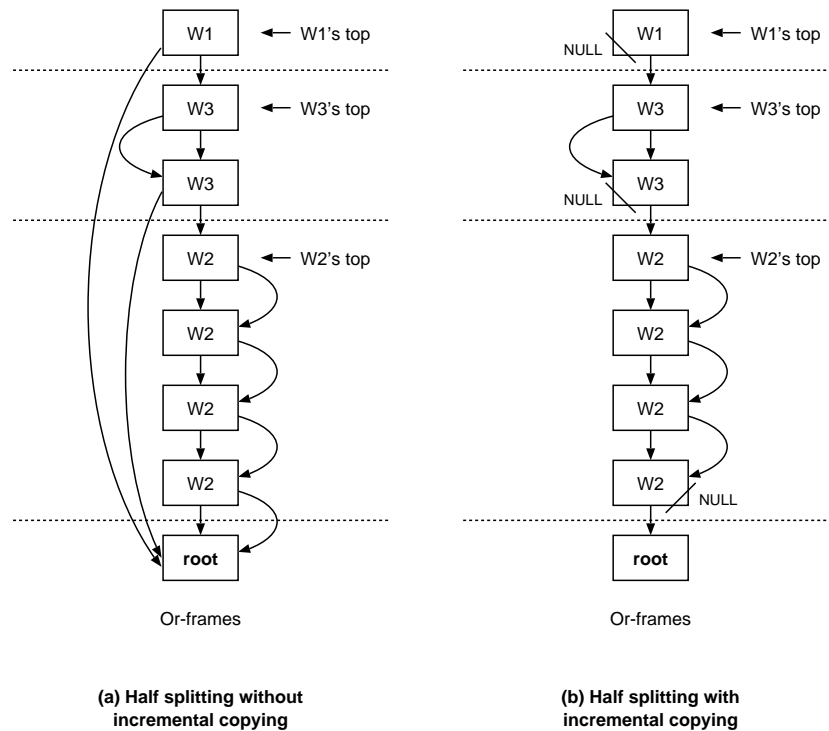 W1
W1's top
W3
W3's top
W3
W2
W2's top
W2
W2
W2
root
Or-frames
(a) Half splitting without
incremental copying
W1
W1's top
NULL
W3
W3's top
W3
NULL
W2
W2's top
W2
W2
W2
NULL
root
Or-frames
(b) Half splitting with
incremental copying